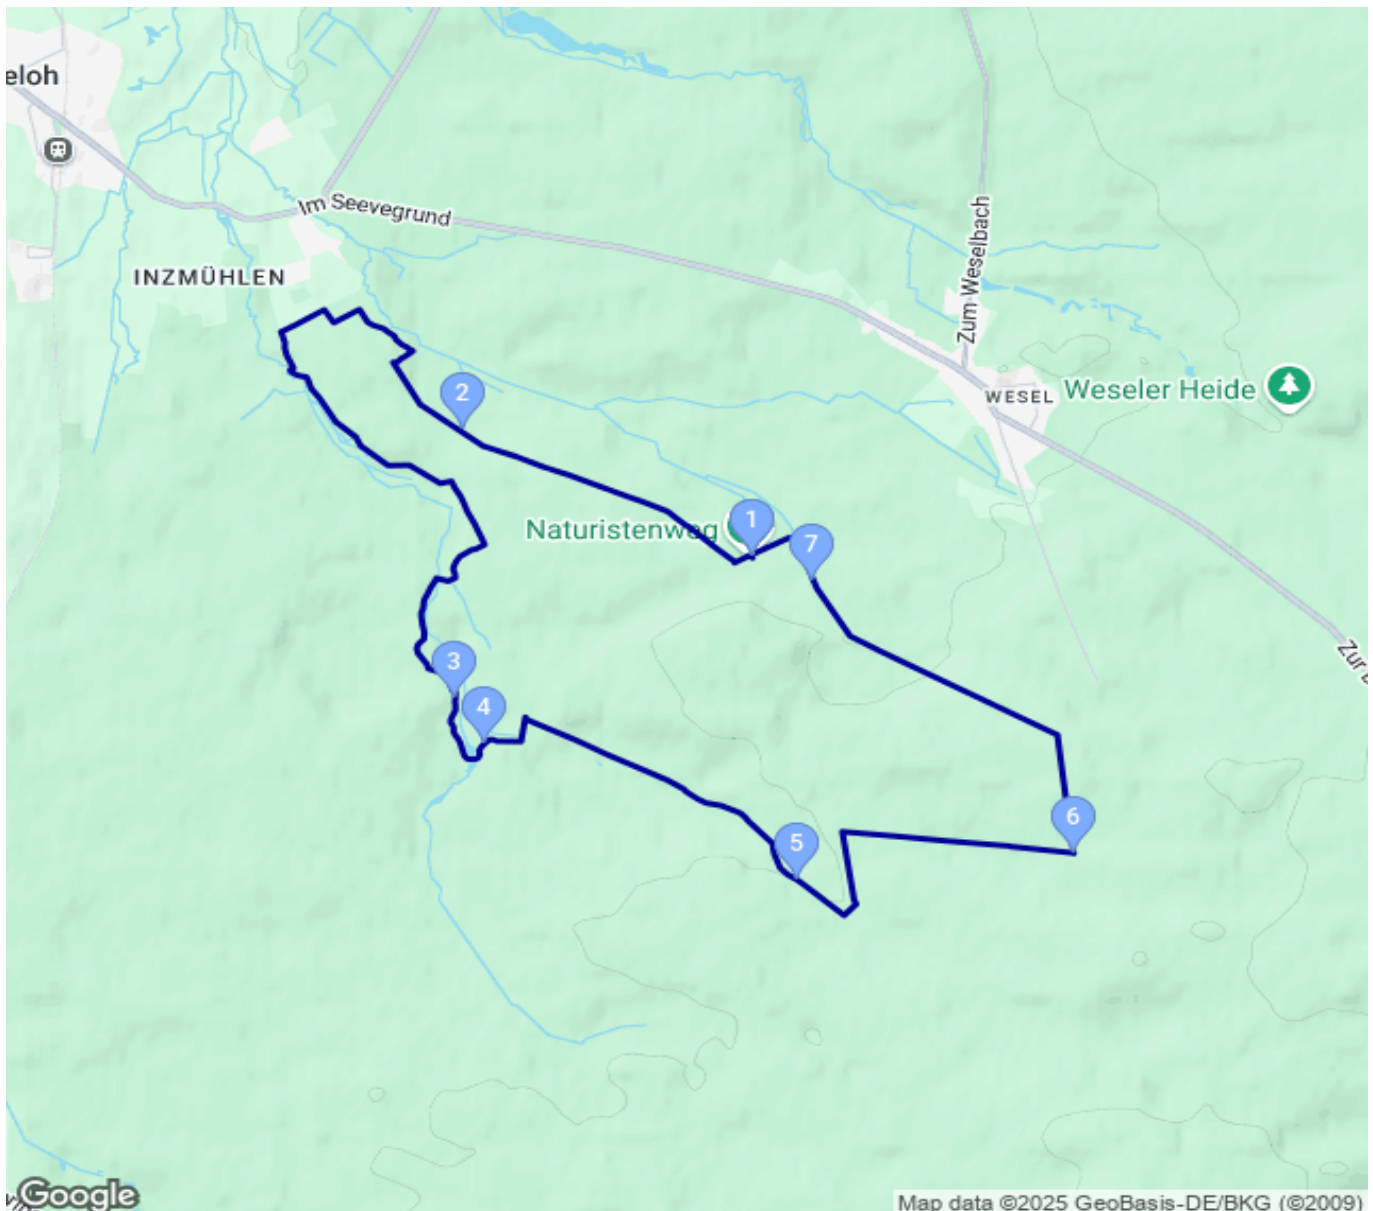 eloh
Im Seevegrund
INZMÜHLEN
Zum Weselbach
WESEL
Weseler Heide
2
Naturistenweg
1
7
3
4
5
6
Google
Map data ©2025 GeoBasis-DE/BKG (©2009)